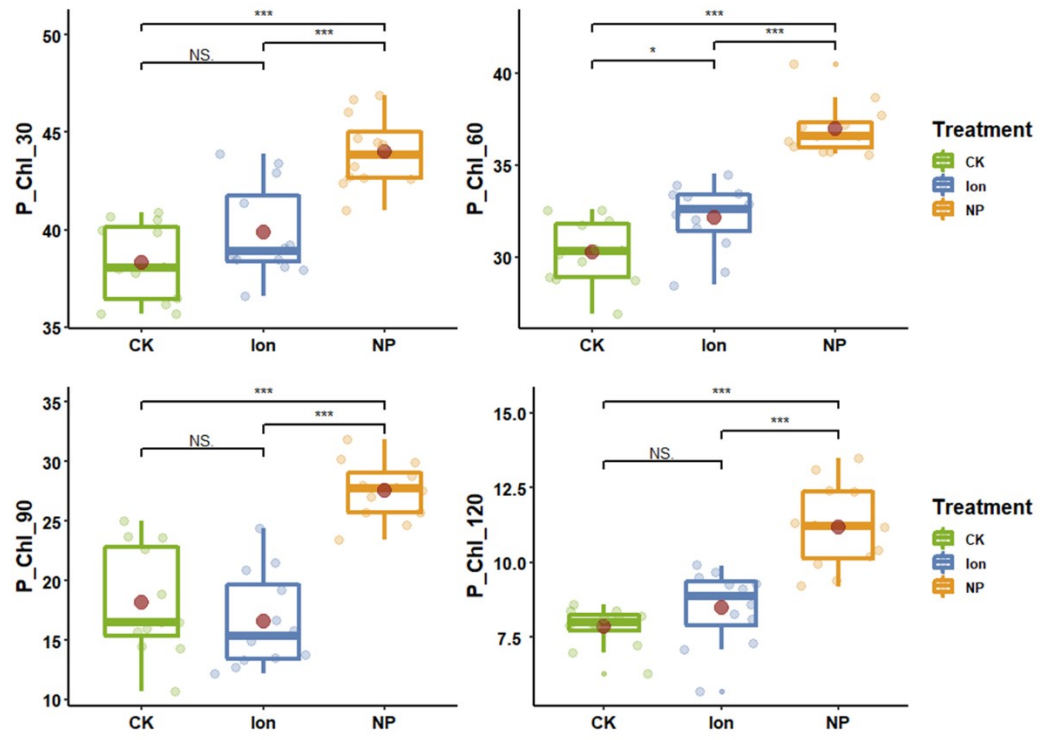 P_Chl_30
50
45
40
35
***
***
NS.
CK
Ion
NP
P_Chl_60
40
35
30
***
***
*
CK
Ion
NP
Treatment
CK
Ion
NP
P_Chl_90
35
30
25
20
15
10
***
***
NS.
CK
Ion
NP
P_Chl_120
15.0
12.5
10.0
7.5
***
***
NS.
CK
Ion
NP
Treatment
CK
Ion
NP